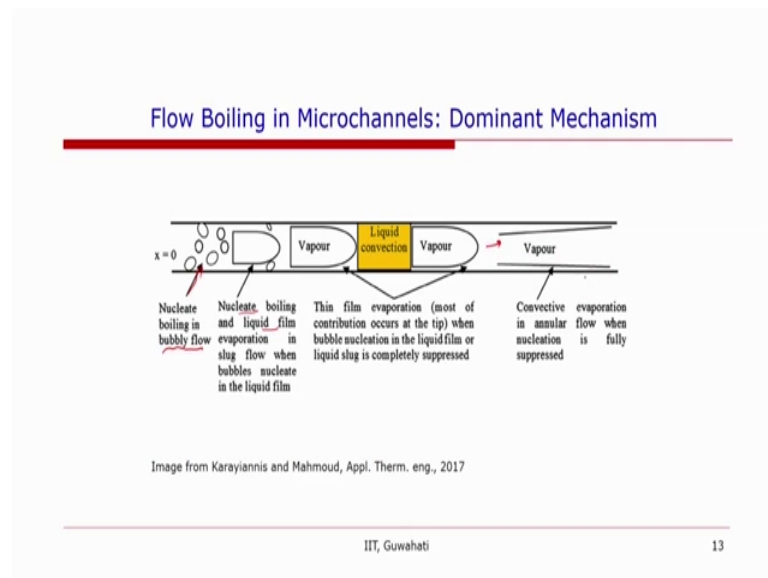 Flow Boiling in Microchannels: Dominant Mechanism
x = 0
Vapour
Liquid
convection
Vapour
Vapour
Nucleate
boiling in
bubbly flow
Nucleate boiling
and liquid film
evaporation in
slug flow when
bubbles nucleate
in the liquid film
Thin film evaporation (most of
contribution occurs at the tip) when
bubble nucleation in the liquid film or
liquid slug is completely suppressed
Convective evaporation
in annular flow when
nucleation is fully
suppressed
Image from Karayiannis and Mahmoud, Appl. Therm. eng., 2017
IIT, Guwahati
13